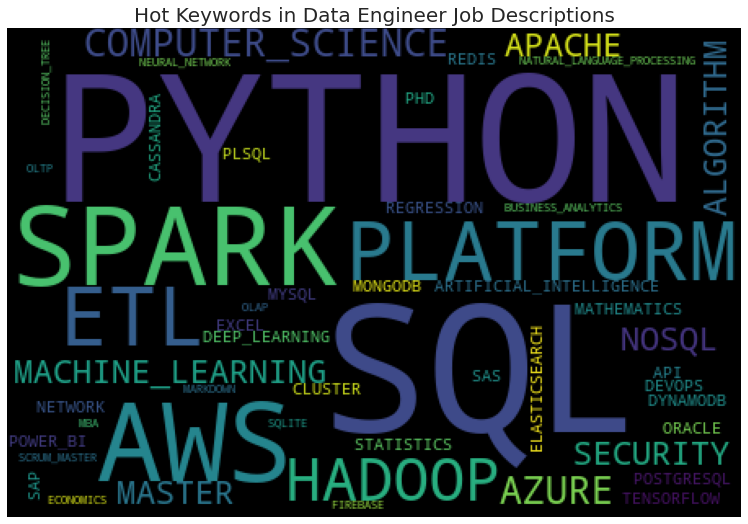 Hot Keywords in Data Engineer Job Descriptions
COMPUTER_SCIENCE
APACHE
REDIS
NEURAL_NETWORK
NATURAL_LANGUAGE_PROCESSING
DECISION_TREE
PYTHON
PHD
ALGORITHM
CASSANDRA
PLSQL
OLTP
SPARK
REGRESSION
BUSINESS_ANALYTICS
PLATFORM
ETL
MYSQL
MONGODB
ARTIFICIAL_INTELLIGENCE
OLAP
EXCEL
DEEP_LEARNING
SQL
MATHEMATICS
NOSQL
MACHINE_LEARNING
MARKDOWN
CLUSTER
SAS
ELASTICSEARCH
API
DEVOPS
DYNAMODB
NETWORK
AWS
MBA
SQLITE
ORACLE
POWER_BI
STATISTICS
SECURITY
SCRUM_MASTER
HADOOP
SAP
MASTER
AZURE
POSTGRESQL
ECONOMICS
FIREBASE
TENSORFLOW